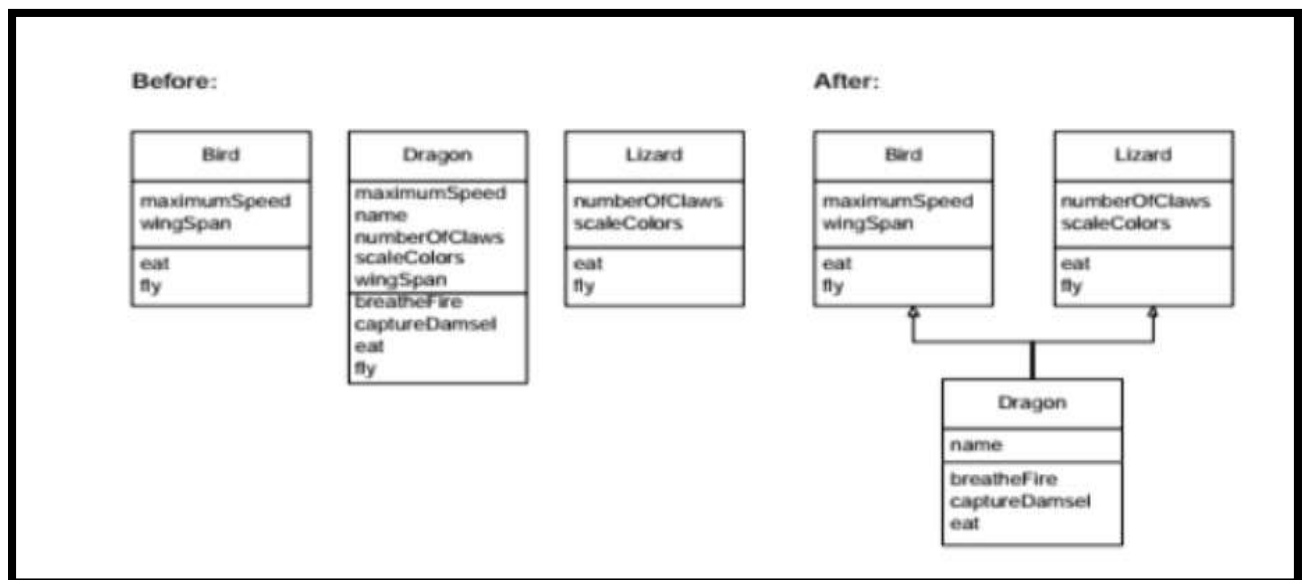 Before:
Bird
maximumSpeed
wingSpan
eat
fly
Dragon
maximumSpeed
name
numberOfClaws
scaleColors
wingSpan
breatheFire
captureDamsel
eat
fly
Lizard
numberOfClaws
scaleColors
eat
fly
After:
Bird
maximumSpeed
wingSpan
eat
fly
Lizard
numberOfClaws
scaleColors
eat
fly
Dragon
name
breatheFire
captureDamsel
eat